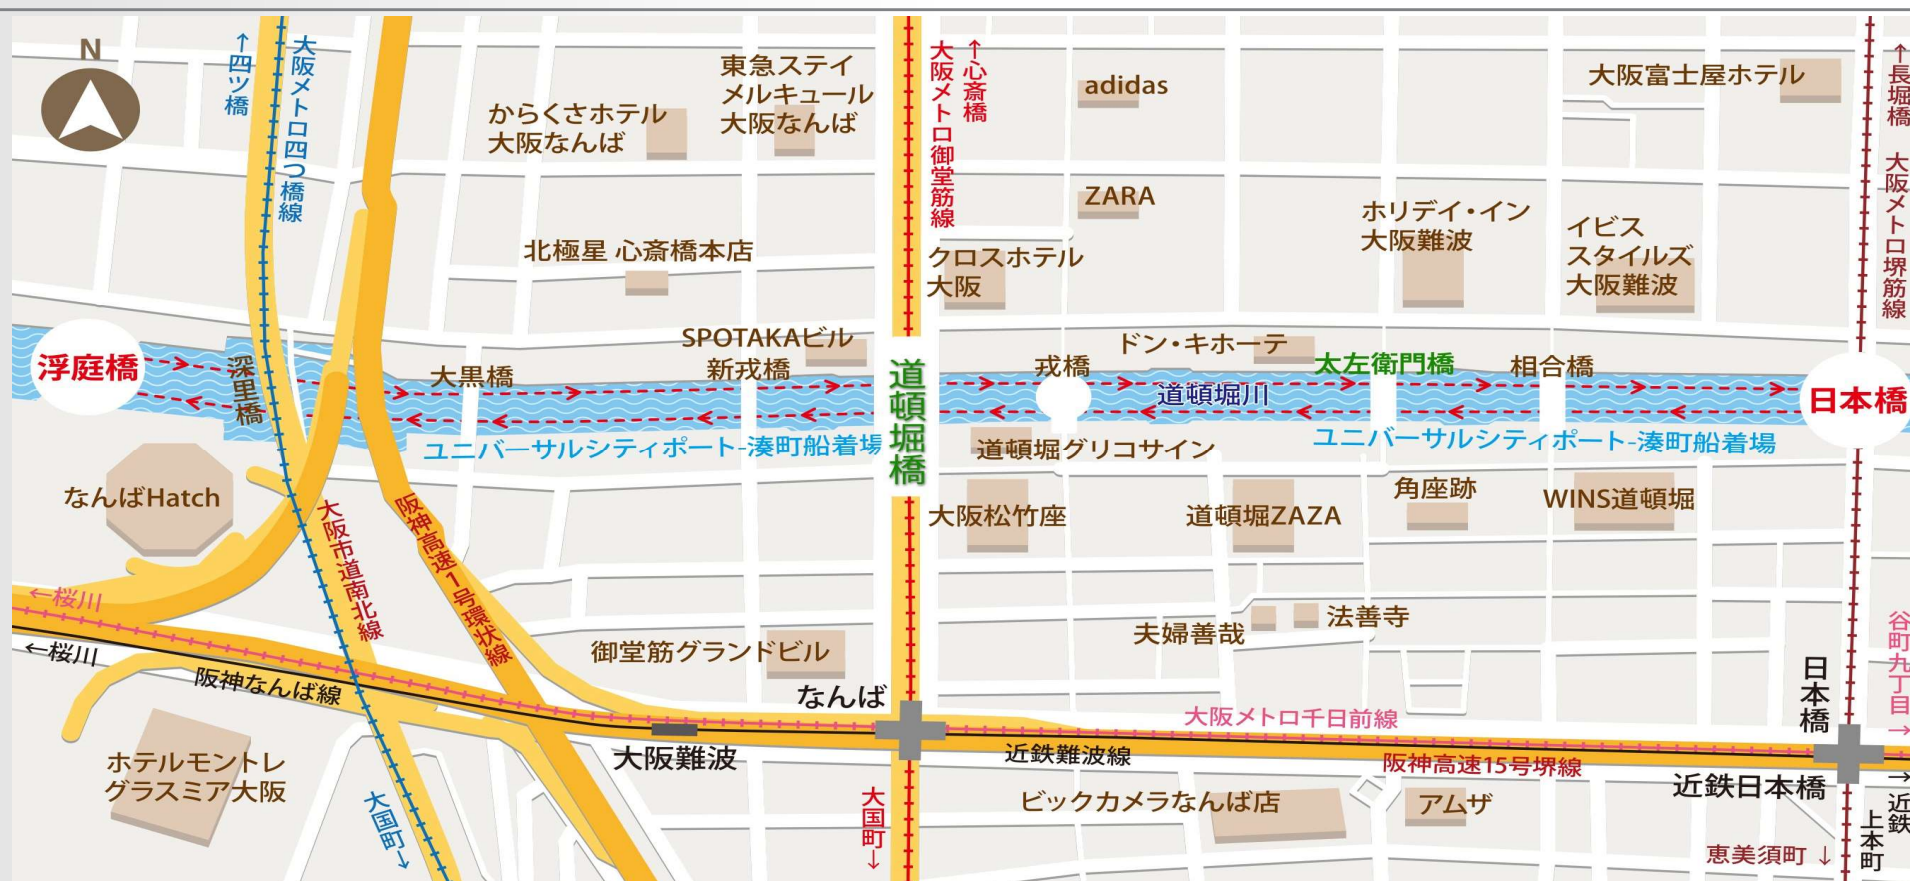 N
↑四ツ橋
大阪メトロ四つ橋線
からくさホテル
大阪なんば
東急ステイ
メルキュール
大阪なんば
大阪メトロ御堂筋線
↑心斎橋
adidas
大阪富士屋ホテル
↑長堀橋
大阪メトロ堺筋線
ZARA
ホリデイ・イン
大阪難波
イビス
スタイルズ
大阪難波
北極星 心斎橋本店
クロスホテル
大阪
SPOTAKAビル
新戎橋
浮庭橋
深里橋
大黒橋
道頓堀橋
戎橋
ドン・キホーテ
道頓堀川
太左衛門橋
相合橋
日本橋
ユニバーサルシティポート-湊町船着場
道頓堀グリコサイン
ユニバーサルシティポート-湊町船着場
なんばHatch
大阪市道南北線
阪神高速1号環状線
大阪松竹座
道頓堀ZAZA
角座跡
WINS道頓堀
←桜川
←桜川
阪神なんば線
御堂筋グランドビル
夫婦善哉
法善寺
谷町九丁目→
日本橋
なんば
大阪難波
大阪メトロ千日前線
近鉄難波線
阪神高速15号堺線
近鉄日本橋
→近鉄
上本町
ホテルモントレ
グラスミア大阪
大国町→
大国町→
ビックカメラなんば店
アムザ
恵美須町↓